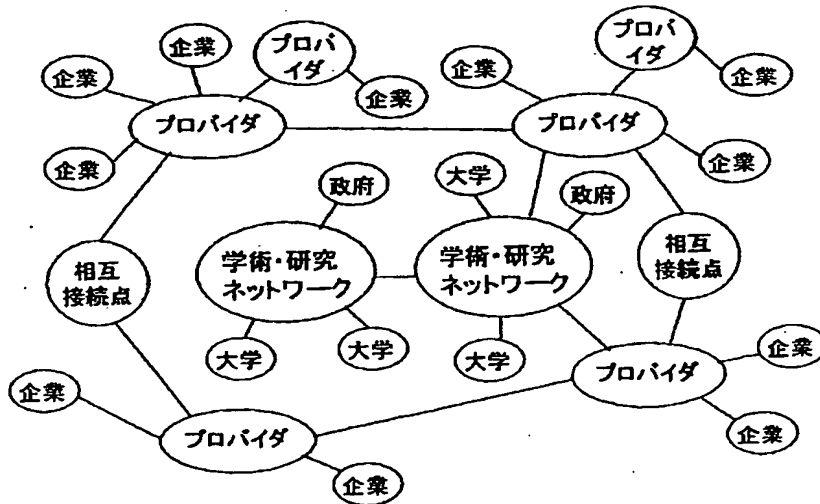 企業
プロバ
イダ
企業
企業
プロバイダ
企業
企業
プロバ
イダ
企業
企業
プロバイダ
企業
政府
大学
政府
学術・研究
ネットワーク
学術・研究
ネットワーク
相互
接続点
相互
接続点
大学
大学
大学
プロバイダ
企業
企業
企業
プロバイダ
企業